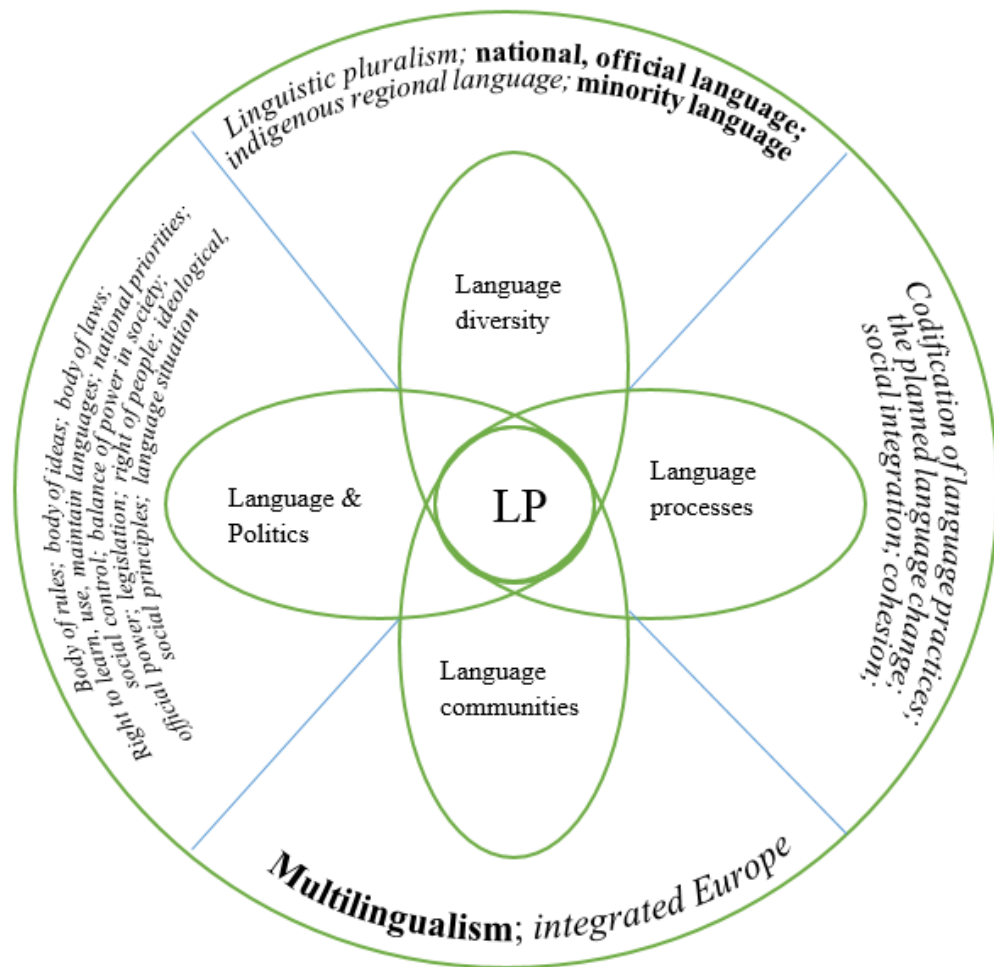 Linguistic pluralism; national, official language;
indigenous regional language; minority language
Language
diversity
Body of rules; body of ideas; body of laws;
Right to learn, use, maintain languages; national priorities;
social control; balance of power in society;
social power; legislation; right of people; ideological,
official power; social principles; language situation
Language &
Politics
LP
Language
processes
Codification of language practices;
the planned language change;
social integration; cohesion;
Language
communities
Multilingualism; integrated Europe